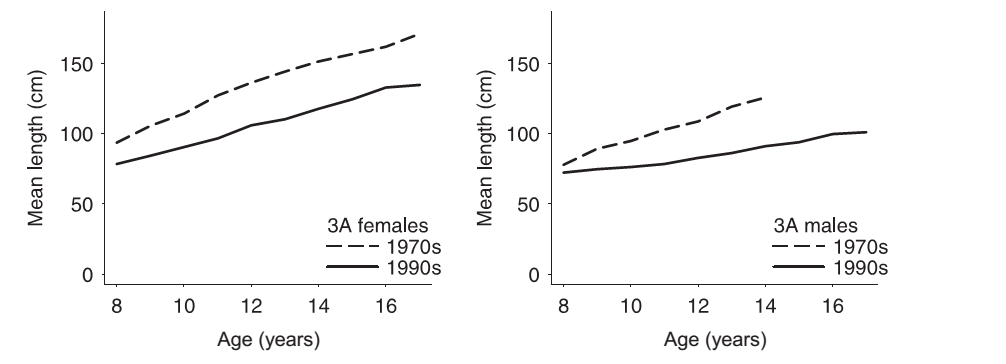 Mean length (cm)
150
100
50
0
3A females
1970s
1990s
8 10 12 14 16
Age (years)
Mean length (cm)
150
100
50
0
3A males
1970s
1990s
8 10 12 14 16
Age (years)